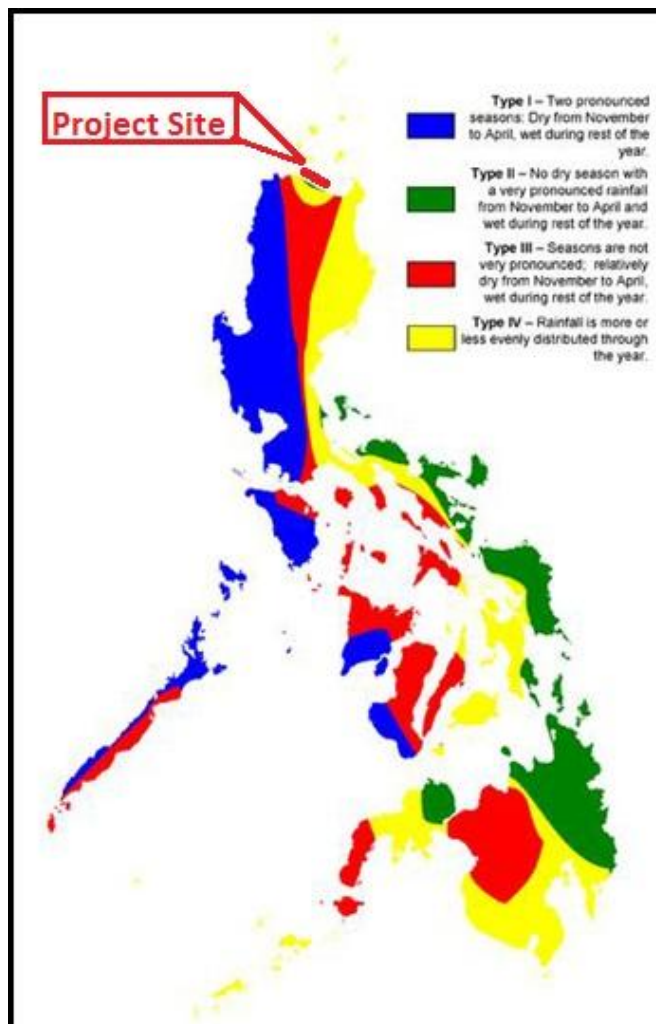 Project Site
Type I – Two pronounced
seasons: Dry from November
to April, wet during rest of the
year.
Type II – No dry season with
a very pronounced rainfall
from November to April and
wet during rest of the year.
Type III – Seasons are not
very pronounced; relatively
dry from November to April,
wet during rest of the year.
Type IV – Rainfall is more or
less evenly distributed through
the year.